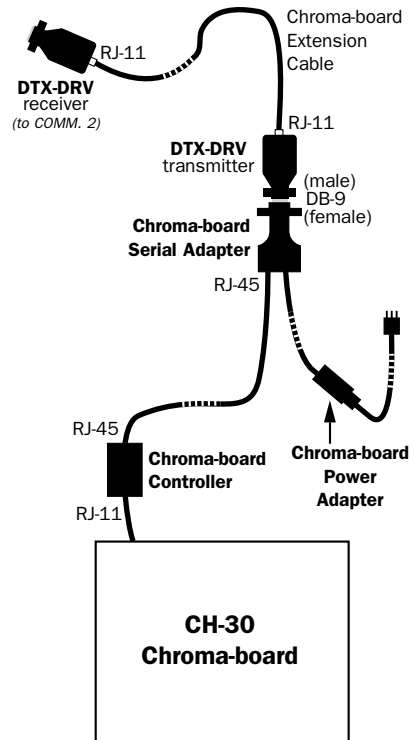 Chroma-board
Extension
Cable
RJ-11
DTX-DRV
receiver
(to COMM. 2)
RJ-11
DTX-DRV
transmitter
(male)
DB-9
(female)
Chroma-board
Serial Adapter
RJ-45
RJ-45
Chroma-board
Controller
Chroma-board
Power
Adapter
RJ-11
CH-30
Chroma-board